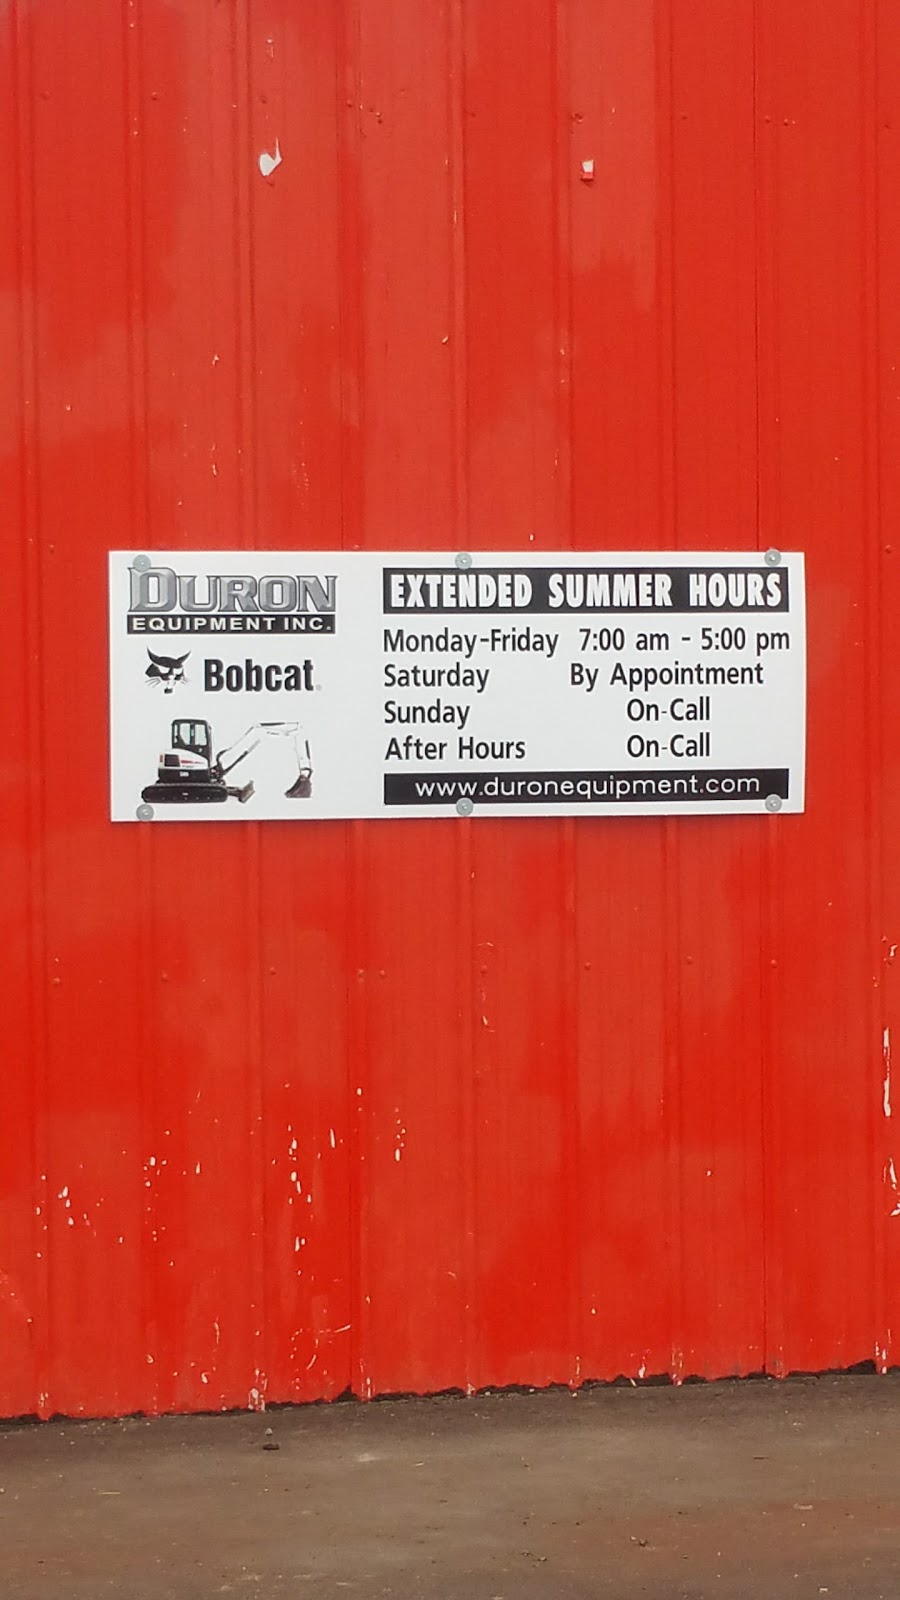 DURON
EQUIPMENT INC.
Bobcat
EXTENDED SUMMER HOURS
Monday-Friday 7:00 am - 5:00 pm
Saturday By Appointment
Sunday On-Call
After Hours On-Call
www.duronequipment.com